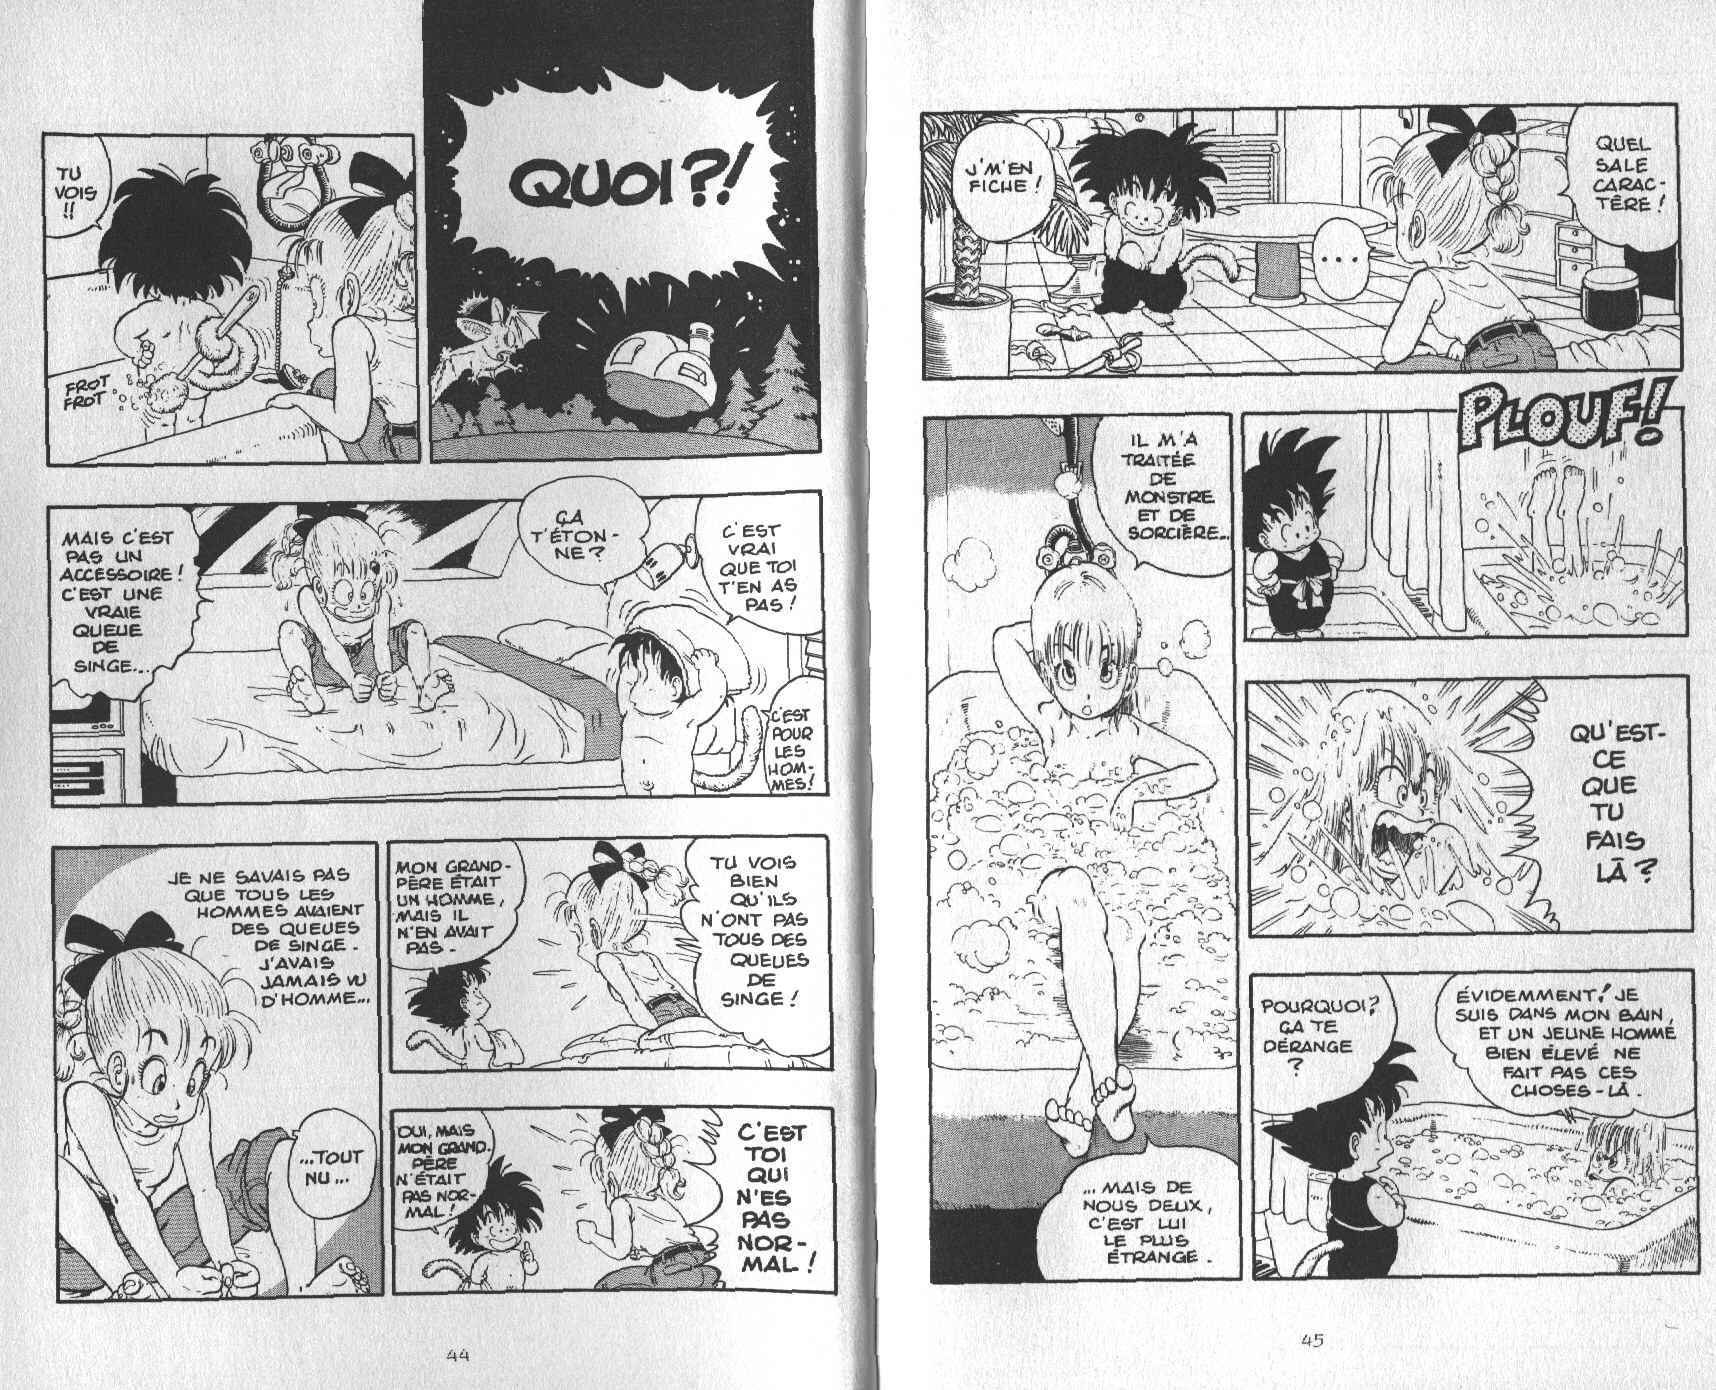 TU
VOIS
!!
FROT
FROT
QUOI?!
MAIS C'EST
PAS UN
ACCESSOIRE!
C'EST UNE
VRAIE
QUEUE
DE
SINGE...
ÇA
T'ÉTON-
NE?
C'EST
VRAI
QUE TOI
T'EN AS
PAS!
C'EST
POUR
LES
HOM-
MES!
JE NE SAVAIS PAS
QUE TOUS LES
HOMMES AVAIENT
DES QUEUES
DE SINGE.
J'AVAIS
JAMAIS VU
D'HOMME...
...TOUT
NU...
MON GRAND-
PÈRE ÉTAIT
UN HOMME,
MAIS IL
N'EN AVAIT
PAS.
TU VOIS
BIEN
QU'ILS
N'ONT PAS
TOUS DES
QUEUES
DE
SINGE!
OUI, MAIS
MON GRAND-
PÈRE
N'ÉTAIT
PAS NOR-
MAL!
C'EST
TOI
QUI
N'ES
PAS
NOR-
MAL!
44
J'M'EN
FICHE!
...
QUEL
SALE
CARAC-
TÈRE!
IL M'A
TRAITÉE
DE
MONSTRE
ET DE
SORCIÈRE...
... MAIS DE
NOUS DEUX,
C'EST LUI
LE PLUS
ÉTRANGE.
PLOUF!
QU'EST-
CE
QUE
TU
FAIS
LÀ?
POURQUOI?
ÇA TE
DÉRANGE
?
ÉVIDEMMENT! JE
SUIS DANS MON BAIN,
ET UN JEUNE HOMME
BIEN ÉLEVÉ NE
FAIT PAS CES
CHOSES-LÀ.
45